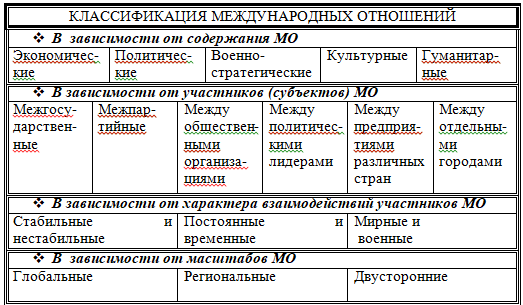 КЛАССИФИКАЦИЯ МЕЖДУНАРОДНЫХ ОТНОШЕНИЙ
❖ В зависимости от содержания МО
Экономичес-кие Политичес-кие Военно-стратегические Культурные Гуманитар-ные
❖ В зависимости от участников (субъектов) МО
Межгосу-дарствен-ные Межпар-тийные Между обществен-ными организа-циями Между политичес-кими лидерами Между предприя-тиями различных стран Между отдельны-ми городами
❖ В зависимости от характера взаимодействий участников МО
Стабильные и нестабильные Постоянные и временные Мирные и военные
❖ В зависимости от масштабов МО
Глобальные Региональные Двусторонние